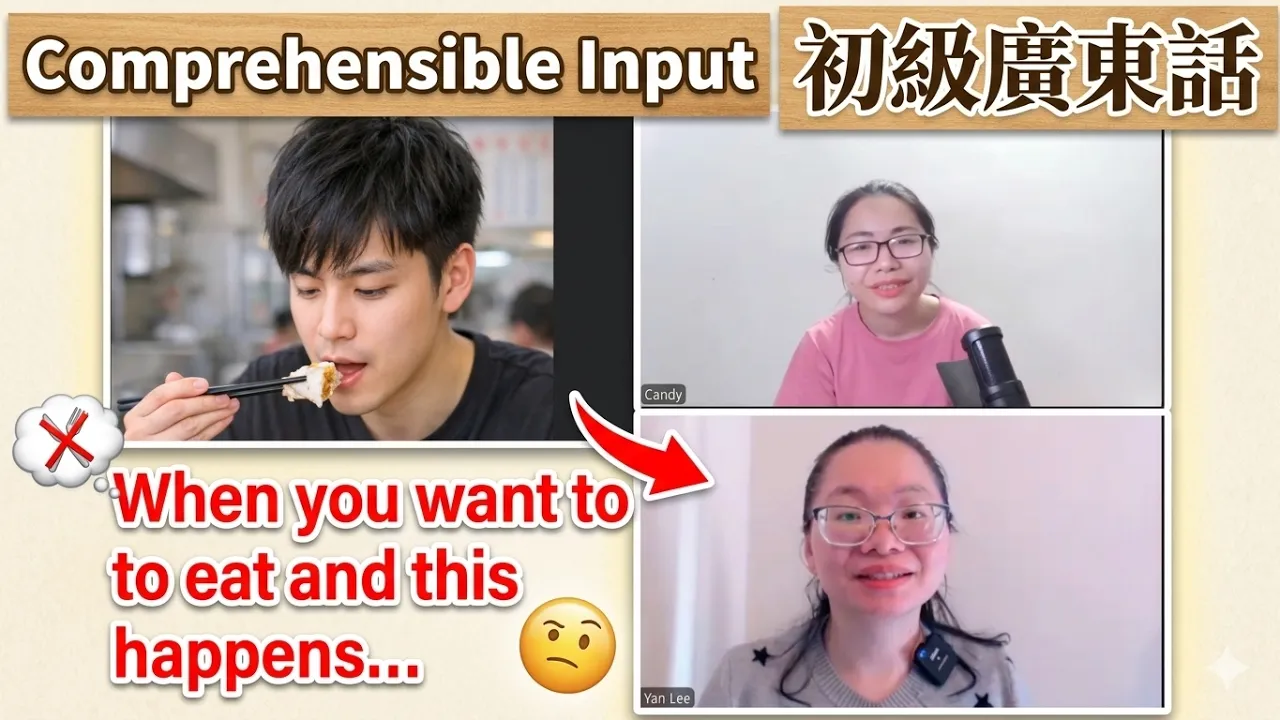 Comprehensible Input
初級廣東話
Candy
When you want to
to eat and this
happens...
Yan Lee